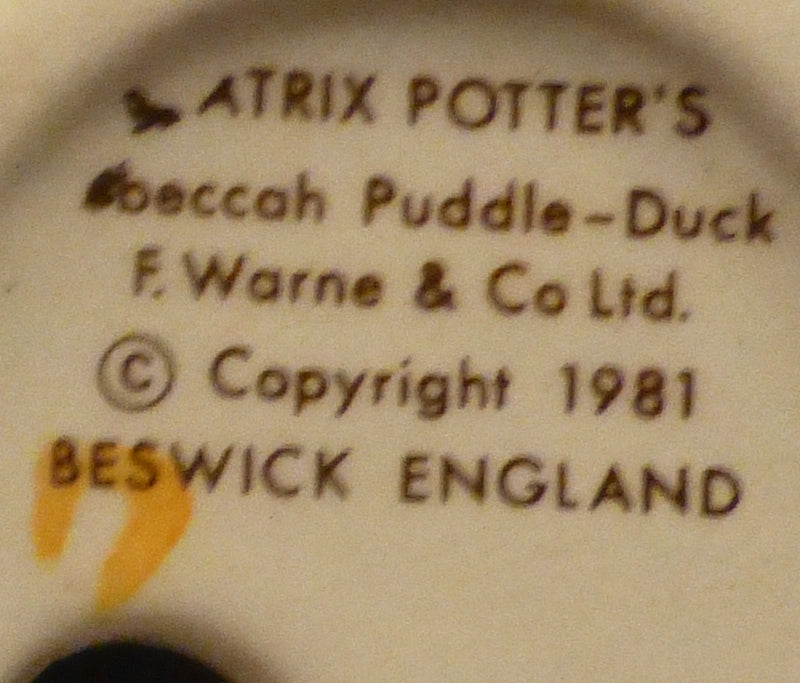 ATRIX POTTER'S
beccah Puddle-Duck
F. Warne & Co Ltd.
© Copyright 1981
BESWICK ENGLAND